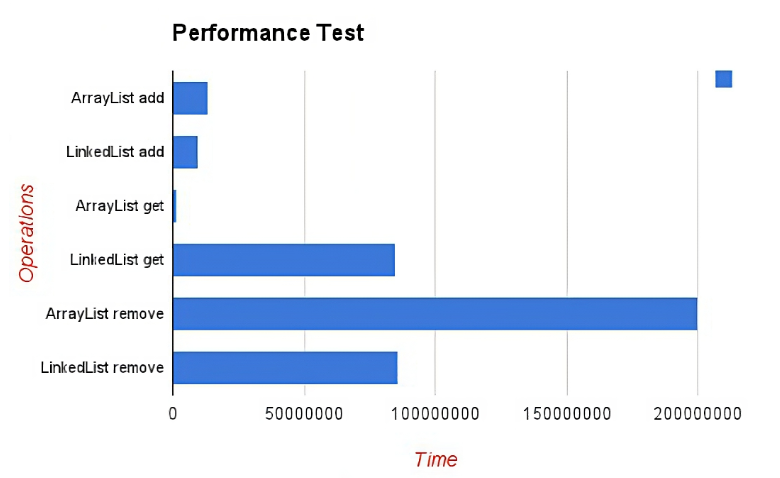 Performance Test
ArrayList add
LinkedList add
ArrayList get
LinkedList get
ArrayList remove
LinkedList remove
Operations
0 50000000 100000000 150000000 200000000
Time